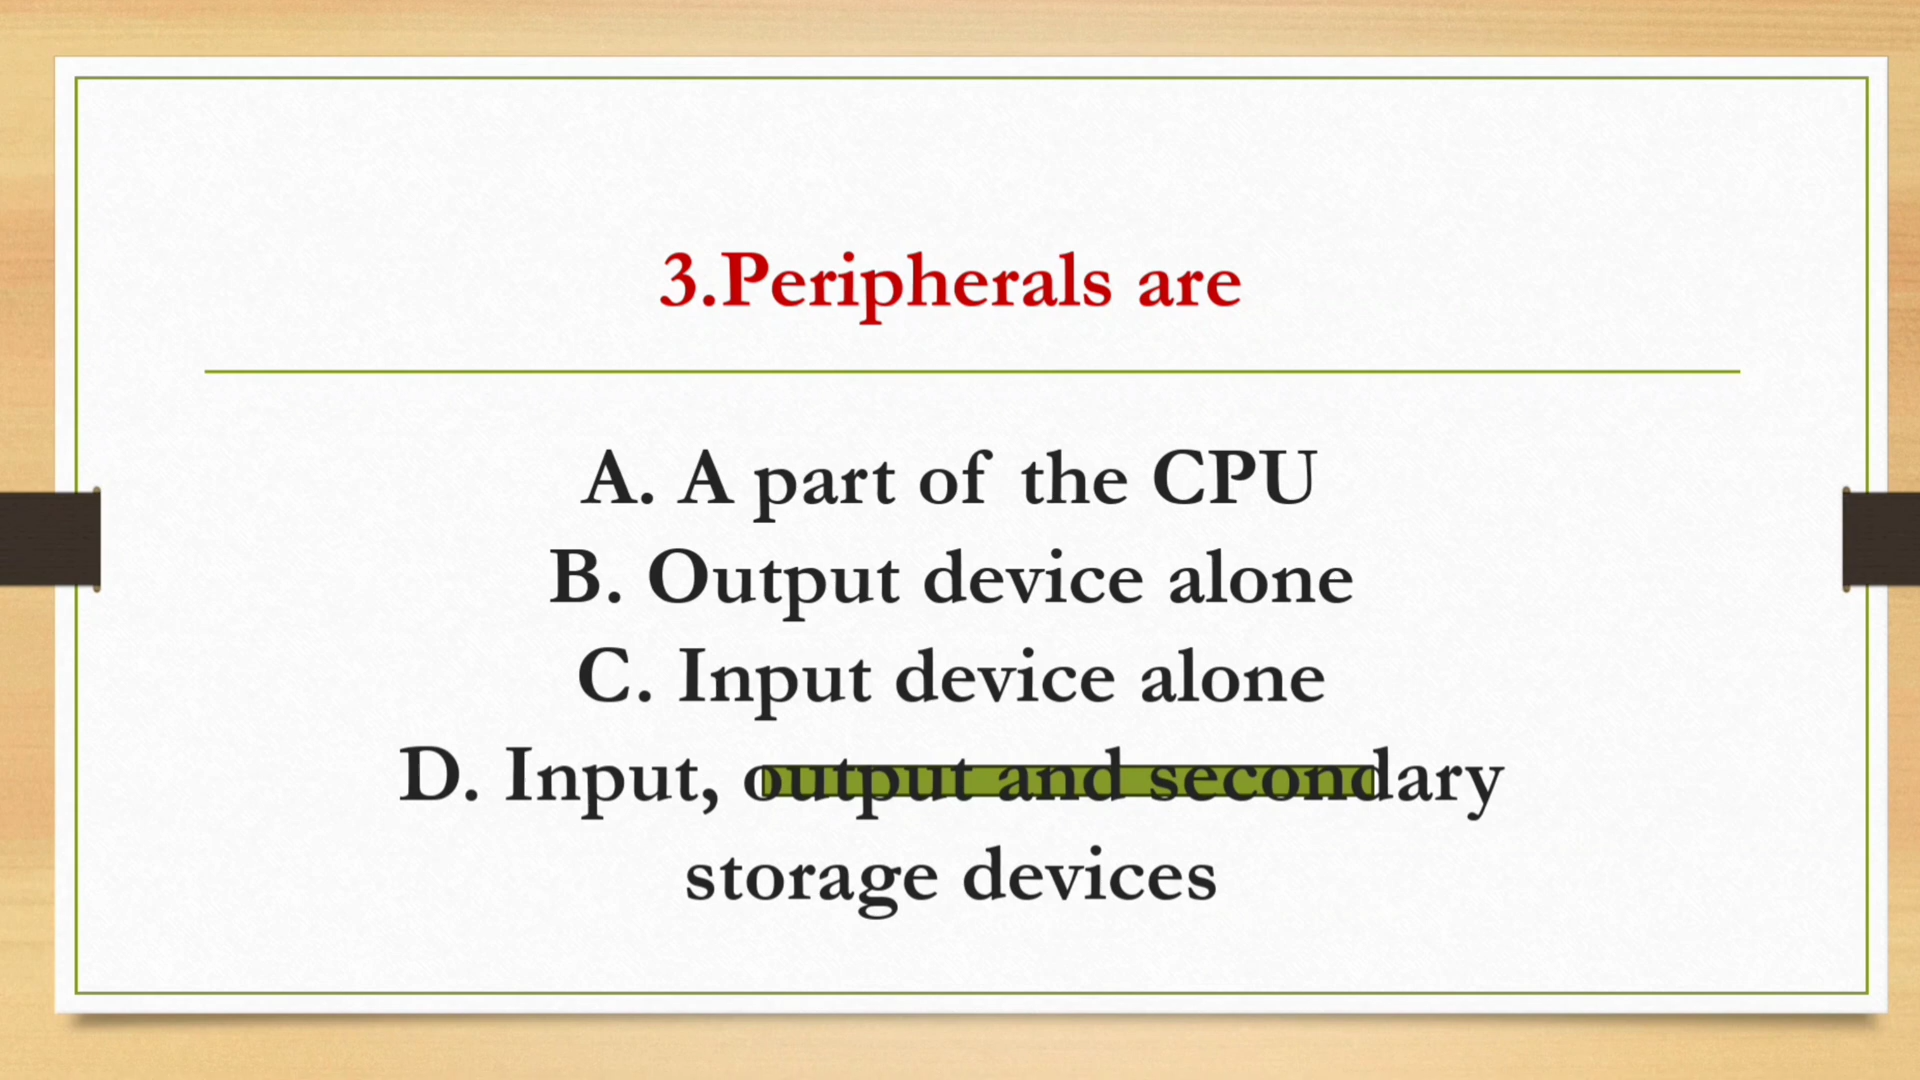 3.Peripherals are
A. A part of the CPU
B. Output device alone
C. Input device alone
D. Input, output and secondary
storage devices